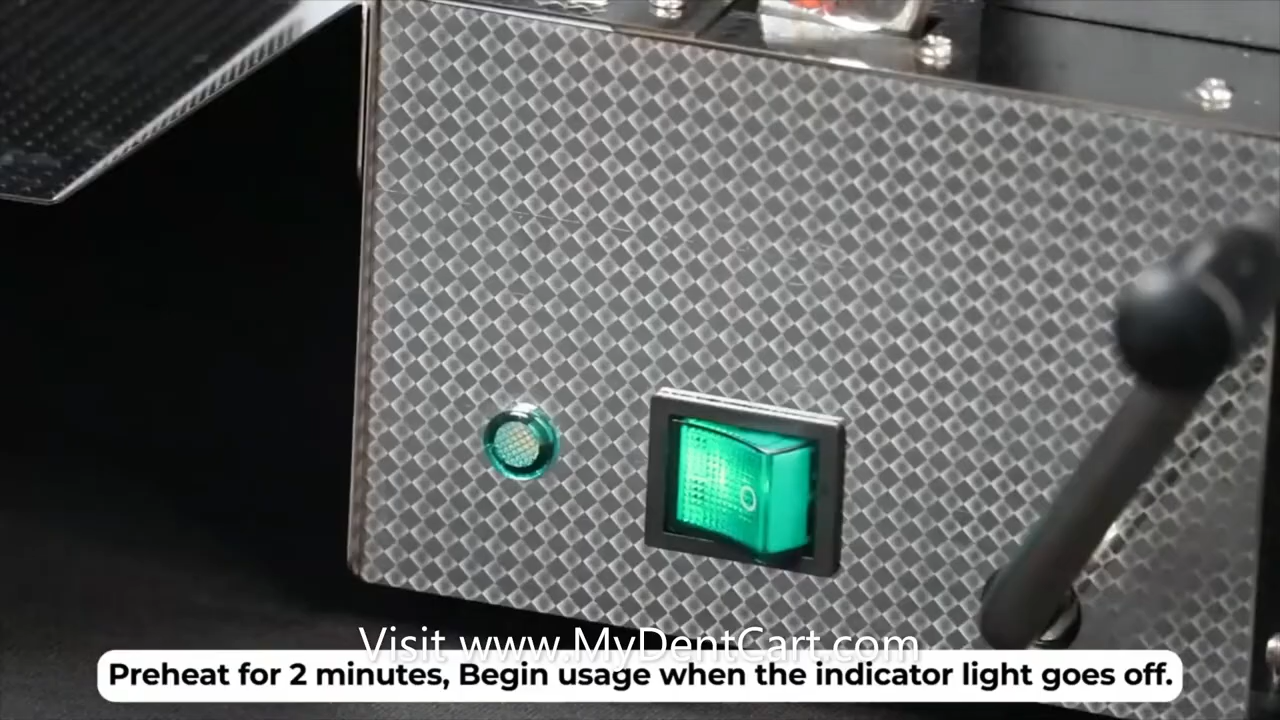 Visit www.MyDentCart.com
Preheat for 2 minutes, Begin usage when the indicator light goes off.